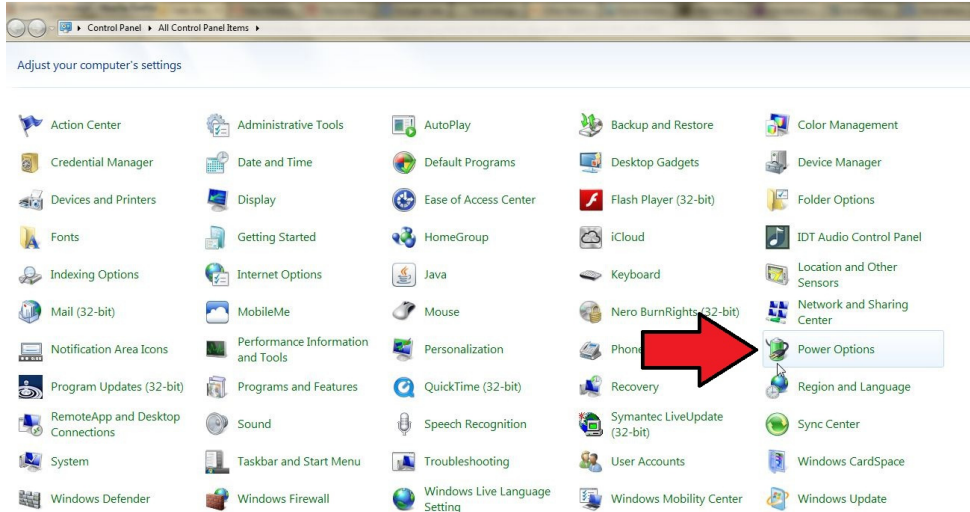 Control Panel ▸ All Control Panel Items ▸
Adjust your computer's settings
Action Center
Administrative Tools
AutoPlay
Backup and Restore
Color Management
Credential Manager
Date and Time
Default Programs
Desktop Gadgets
Device Manager
Devices and Printers
Display
Ease of Access Center
Flash Player (32-bit)
Folder Options
Fonts
Getting Started
HomeGroup
iCloud
IDT Audio Control Panel
Indexing Options
Internet Options
Java
Keyboard
Location and Other
Sensors
Mail (32-bit)
MobileMe
Mouse
Nero BurnRights (32-bit)
Network and Sharing
Center
Notification Area Icons
Performance Information
and Tools
Personalization
Phone
Power Options
Program Updates (32-bit)
Programs and Features
QuickTime (32-bit)
Recovery
Region and Language
RemoteApp and Desktop
Connections
Sound
Speech Recognition
Symantec LiveUpdate
(32-bit)
Sync Center
System
Taskbar and Start Menu
Troubleshooting
User Accounts
Windows CardSpace
Windows Defender
Windows Firewall
Windows Live Language
Setting
Windows Mobility Center
Windows Update